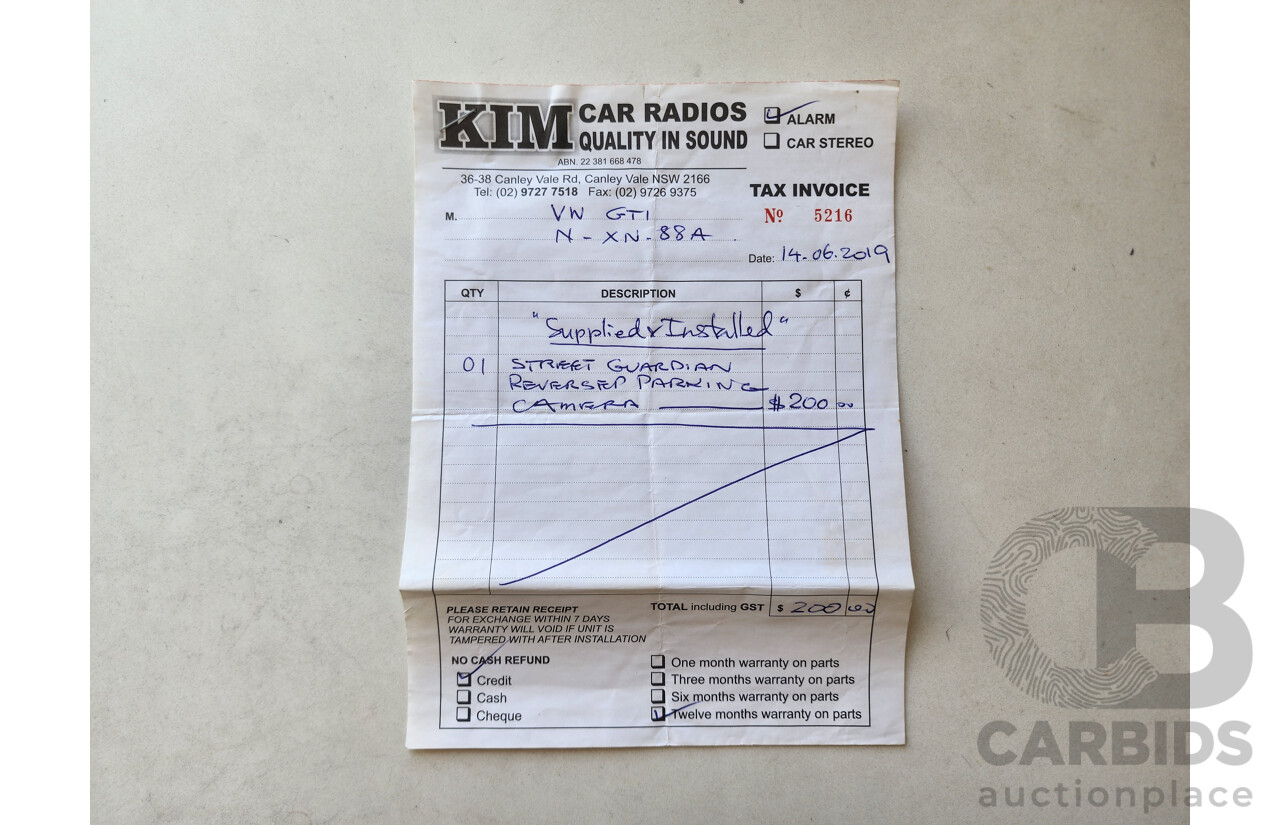 KIM CAR RADIOS
QUALITY IN SOUND
ABN. 22 381 668 478
ALARM
CAR STEREO
36-38 Canley Vale Rd, Canley Vale NSW 2166
Tel: (02) 9727 7518 Fax: (02) 9726 9375
TAX INVOICE
M. VW GTI
Nº 5216
N-XN-88A
Date: 14.06.2019
QTY DESCRIPTION $ ¢
"Supplied & Installed"
01 STREET GUARDIAN
REVERSED PARKING
CAMERA $200 00
PLEASE RETAIN RECEIPT
FOR EXCHANGE WITHIN 7 DAYS
WARRANTY WILL VOID IF UNIT IS
TAMPERED WITH AFTER INSTALLATION
TOTAL including GST $ 200 00
NO CASH REFUND
Credit
Cash
Cheque
One month warranty on parts
Three months warranty on parts
Six months warranty on parts
Twelve months warranty on parts
CB
CARBIDS
auctionplace